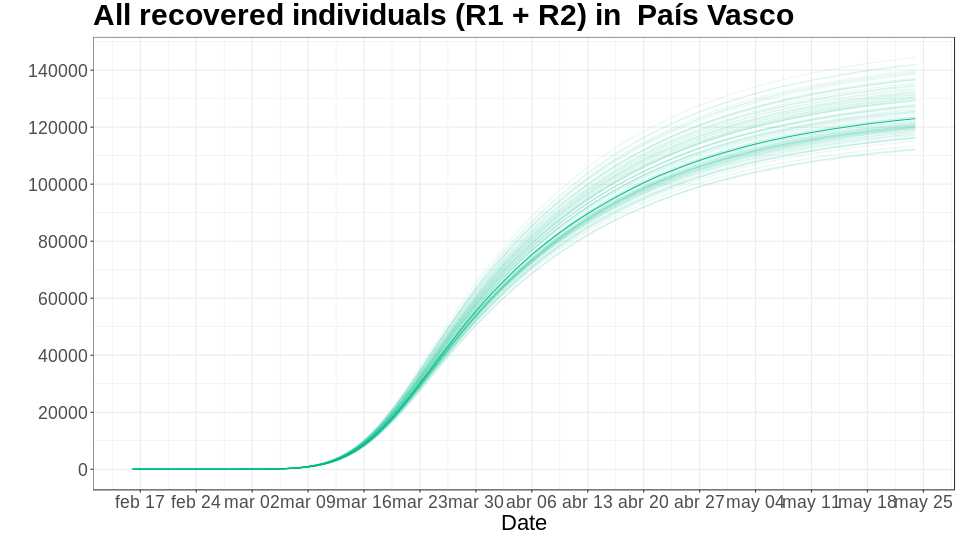 All recovered individuals (R1 + R2) in  País Vasco
140000
120000
100000
80000
60000
40000
20000
0
feb 17 feb 24 mar 02 mar 09 mar 16 mar 23 mar 30 abr 06 abr 13 abr 20 abr 27 may 04 may 11 may 18 may 25
Date